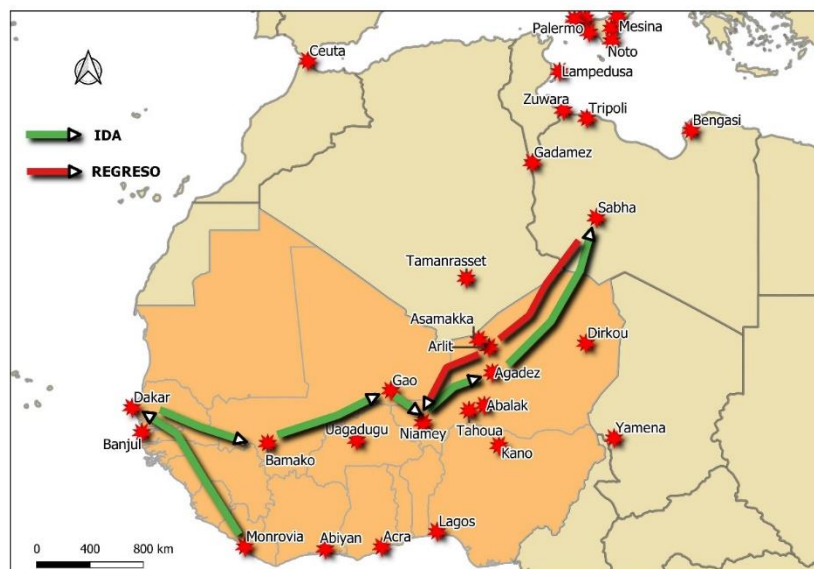 Palermo
Mesina
Noto
Ceuta
Lampedusa
Zuwara
Tripoli
Bengasi
IDA
Gadamez
REGRESO
Sabha
Tamanrasset
Asamakka
Arlit
Dirkou
Agadez
Gao
Dakar
Abalak
Banjul
Niamey
Tahoua
Uagadugu
Bamako
Kano
Yamena
Lagos
Monrovia
Abiyan
Acra
0 400 800 km